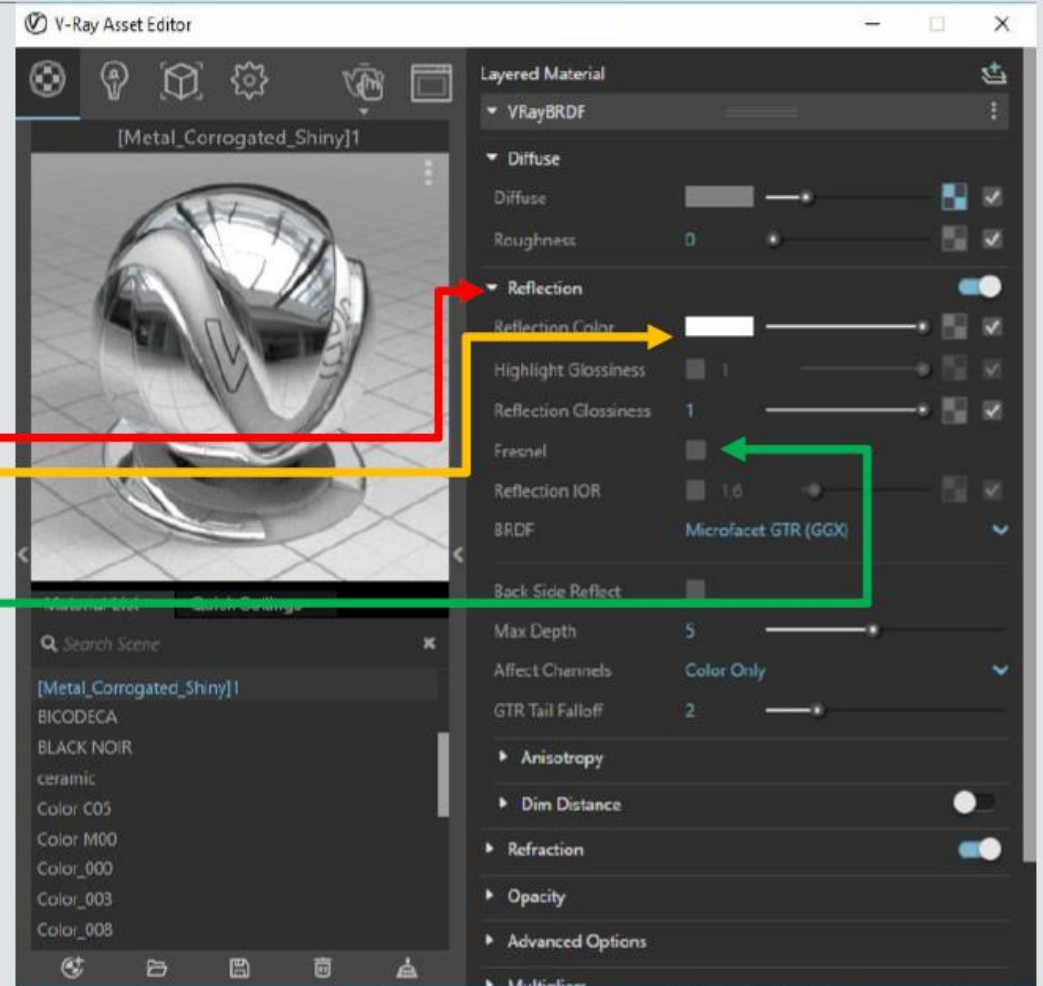 V-Ray Asset Editor
[Metal_Corrogated_Shiny]1
Search Scene
[Metal_Corrogated_Shiny]1
BICODECA
BLACK NOIR
ceramic
Color C05
Color M00
Color_000
Color_003
Color_008
Layered Material
VRayBRDF
Diffuse
Diffuse
Roughness 0
Reflection
Reflection Color
Highlight Glossiness 1
Reflection Glossiness 1
Fresnel
Reflection IOR 1.6
BRDF Microfacet GTR (GGX)
Back Side Reflect
Max Depth 5
Affect Channels Color Only
GTR Tail Falloff 2
Anisotropy
Dim Distance
Refraction
Opacity
Advanced Options